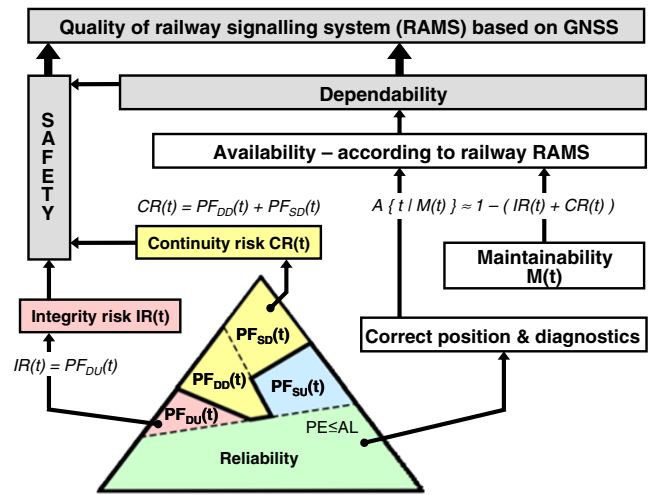 Quality of railway signalling system (RAMS) based on GNSS
SAFETY
Dependability
Availability – according to railway RAMS
CR(t) = PF_DD(t) + PF_SD(t)
A { t | M(t) } ≈ 1 – ( IR(t) + CR(t) )
Continuity risk CR(t)
Maintainability
M(t)
Integrity risk IR(t)
Correct position & diagnostics
IR(t) = PF_DU(t)
PF_SD(t)
PF_DD(t)
PF_SU(t)
PF_DU(t)
PE≤AL
Reliability